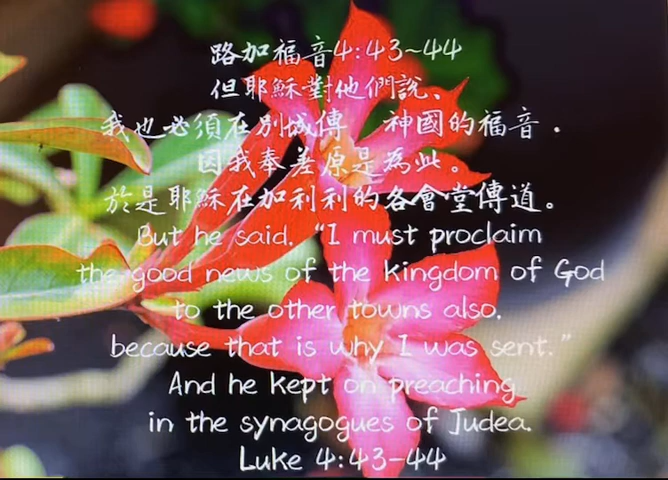 路加福音4:43~44
但耶穌對他們說、
我也必須在別城傳　神國的福音．
因我奉差原是為此。
於是耶穌在加利利的各會堂傳道。
But he said, “I must proclaim
the good news of the kingdom of God
to the other towns also,
because that is why I was sent.”
And he kept on preaching
in the synagogues of Judea.
Luke 4:43-44